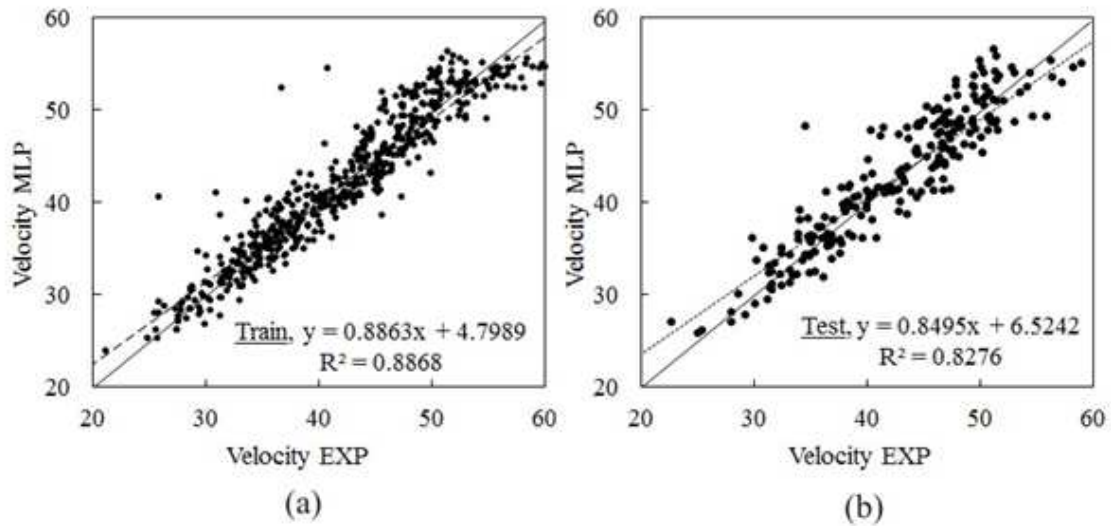 60
50
40
30
20
Velocity MLP
Train, y = 0.8863x + 4.7989
R² = 0.8868
20 30 40 50 60
Velocity EXP
(a)
60
50
40
30
20
Velocity MLP
Test, y = 0.8495x + 6.5242
R² = 0.8276
20 30 40 50 60
Velocity EXP
(b)